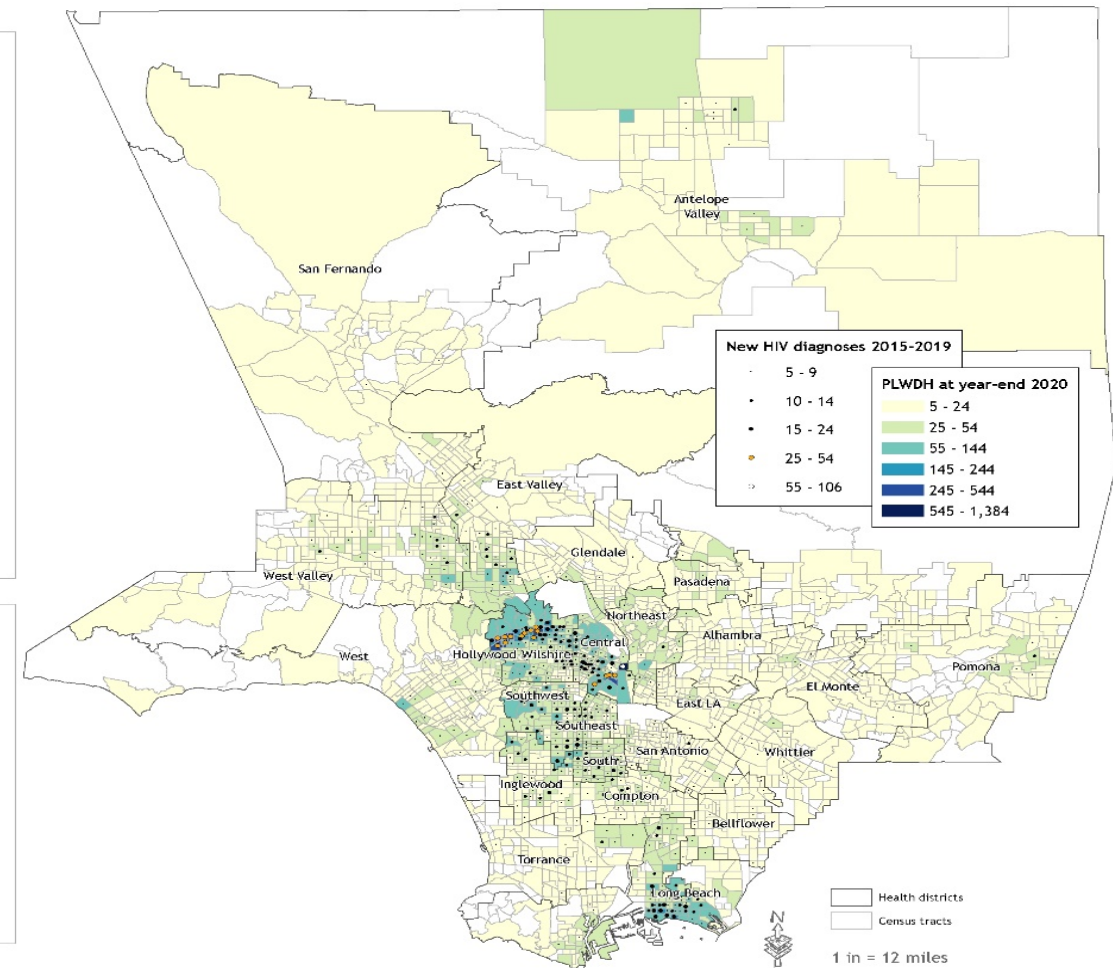 Antelope
Valley
San Fernando
New HIV diagnoses 2015-2019
5 - 9
10 - 14
15 - 24
25 - 54
55 - 106
PLWDH at year-end 2020
5 - 24
25 - 54
55 - 144
145 - 244
245 - 544
545 - 1,384
East Valley
Glendale
West Valley
Pasadena
Northeast
Alhambra
Central
West
Hollywood-Wilshire
Pomona
El Monte
Southwest
East LA
Southeast
San Antonio
Whittier
South
Inglewood
Compton
Bellflower
Torrance
Long Beach
Health districts
Census tracts
N
1 in = 12 miles